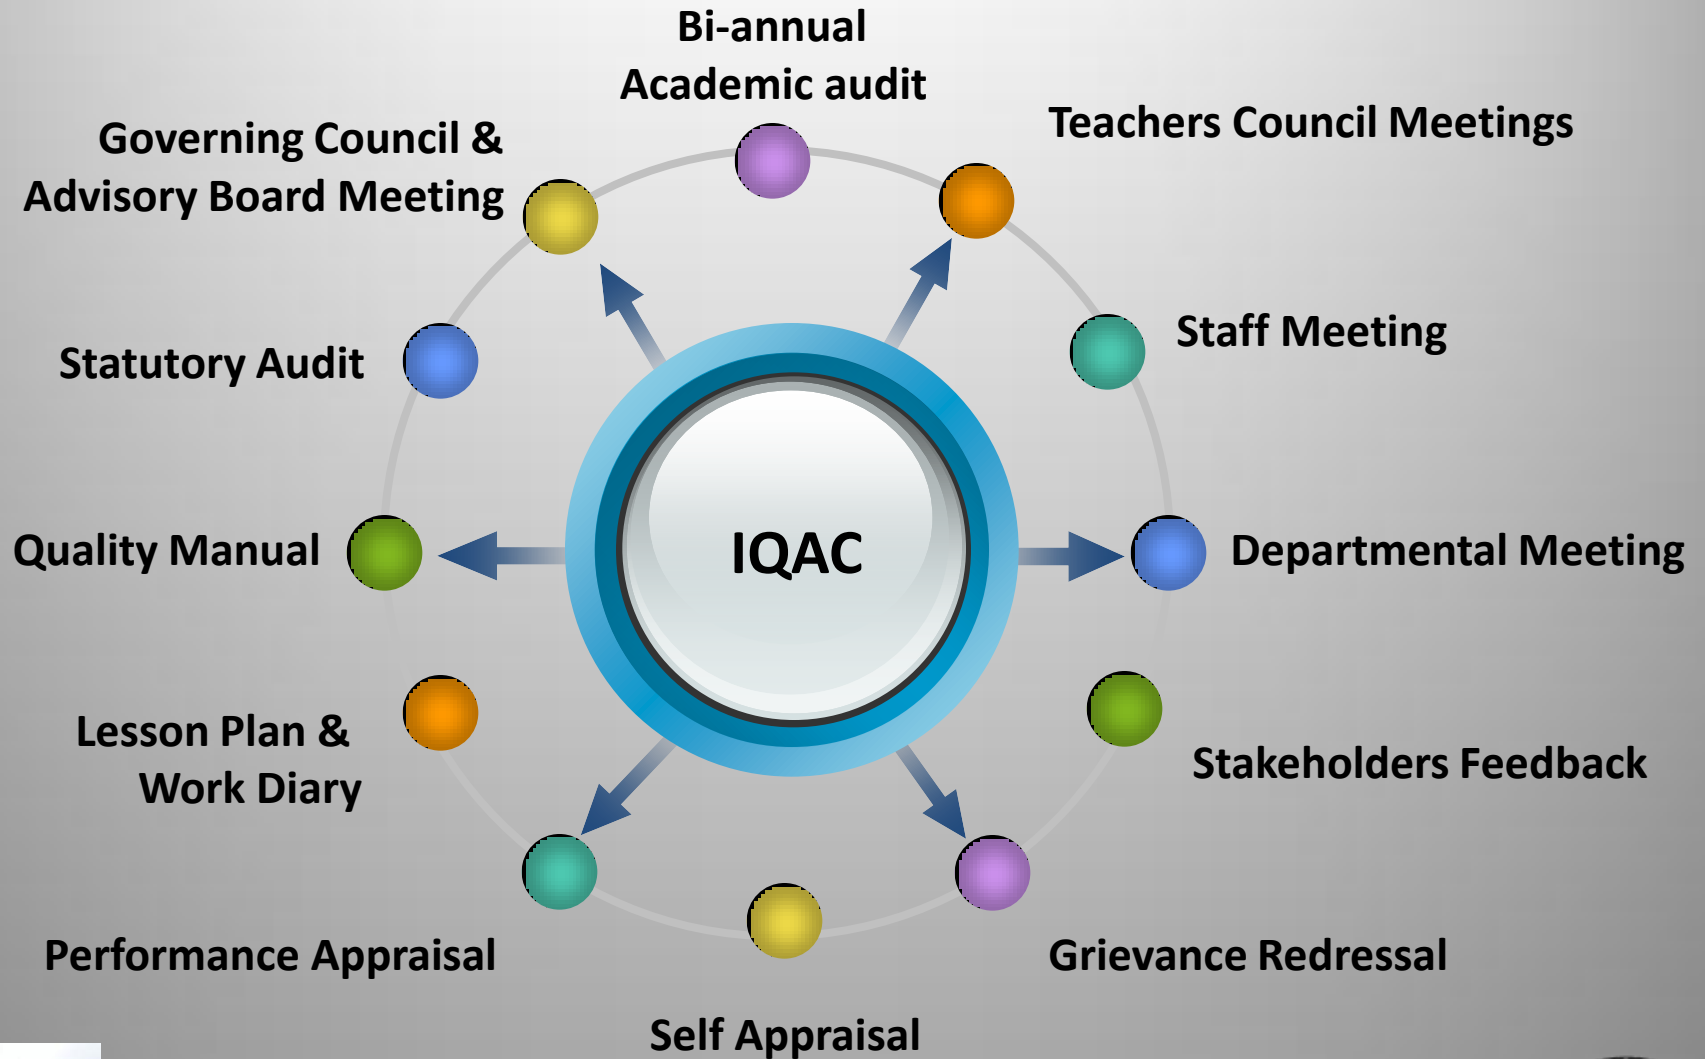 Bi-annual
Academic audit
Teachers Council Meetings
Governing Council &
Advisory Board Meeting
Staff Meeting
Statutory Audit
Quality Manual
IQAC
Departmental Meeting
Lesson Plan &
Work Diary
Stakeholders Feedback
Performance Appraisal
Grievance Redressal
Self Appraisal